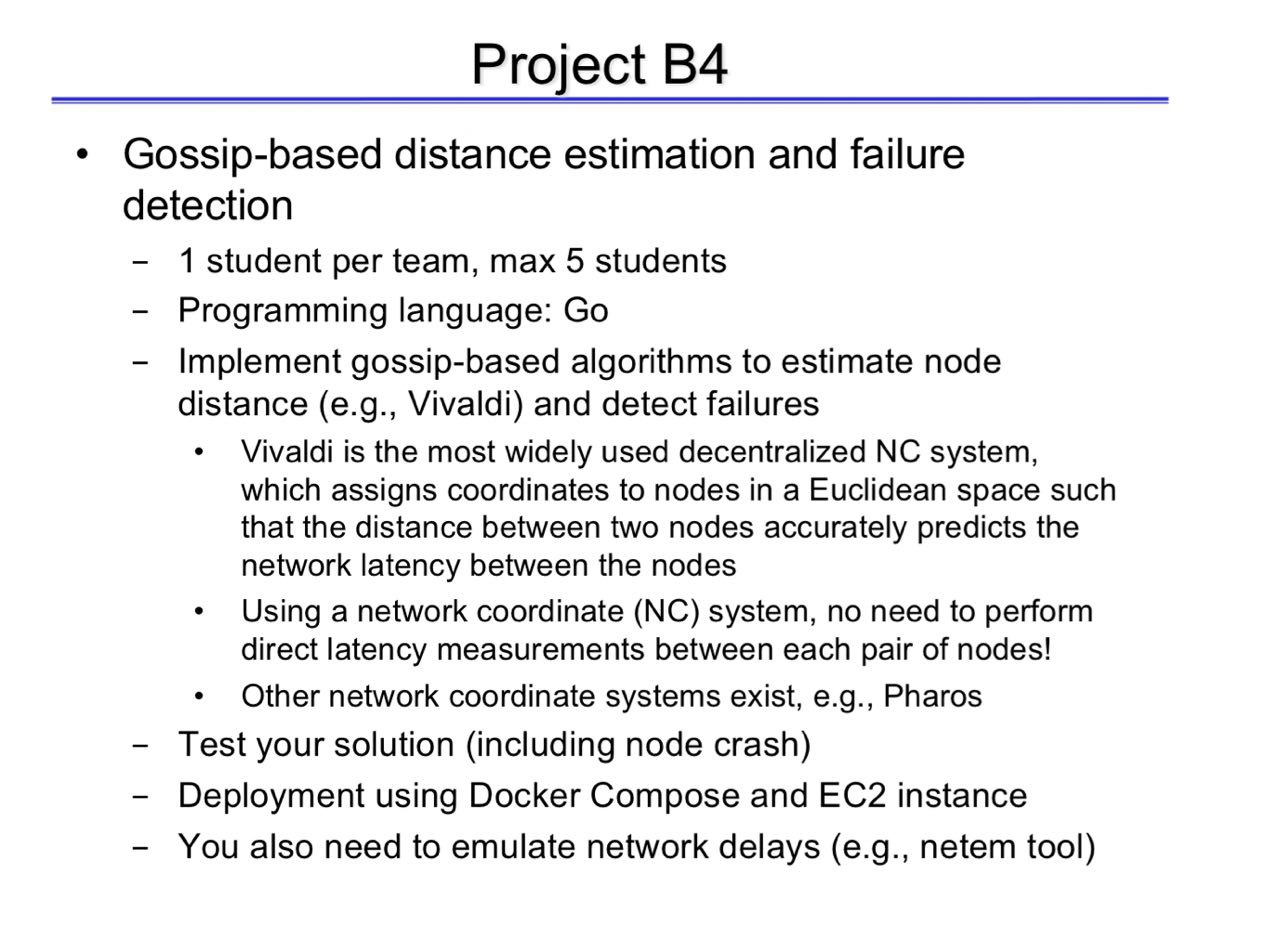 Project B4
• Gossip-based distance estimation and failure
detection
– 1 student per team, max 5 students
– Programming language: Go
– Implement gossip-based algorithms to estimate node
distance (e.g., Vivaldi) and detect failures
• Vivaldi is the most widely used decentralized NC system,
which assigns coordinates to nodes in a Euclidean space such
that the distance between two nodes accurately predicts the
network latency between the nodes
• Using a network coordinate (NC) system, no need to perform
direct latency measurements between each pair of nodes!
• Other network coordinate systems exist, e.g., Pharos
– Test your solution (including node crash)
– Deployment using Docker Compose and EC2 instance
– You also need to emulate network delays (e.g., netem tool)